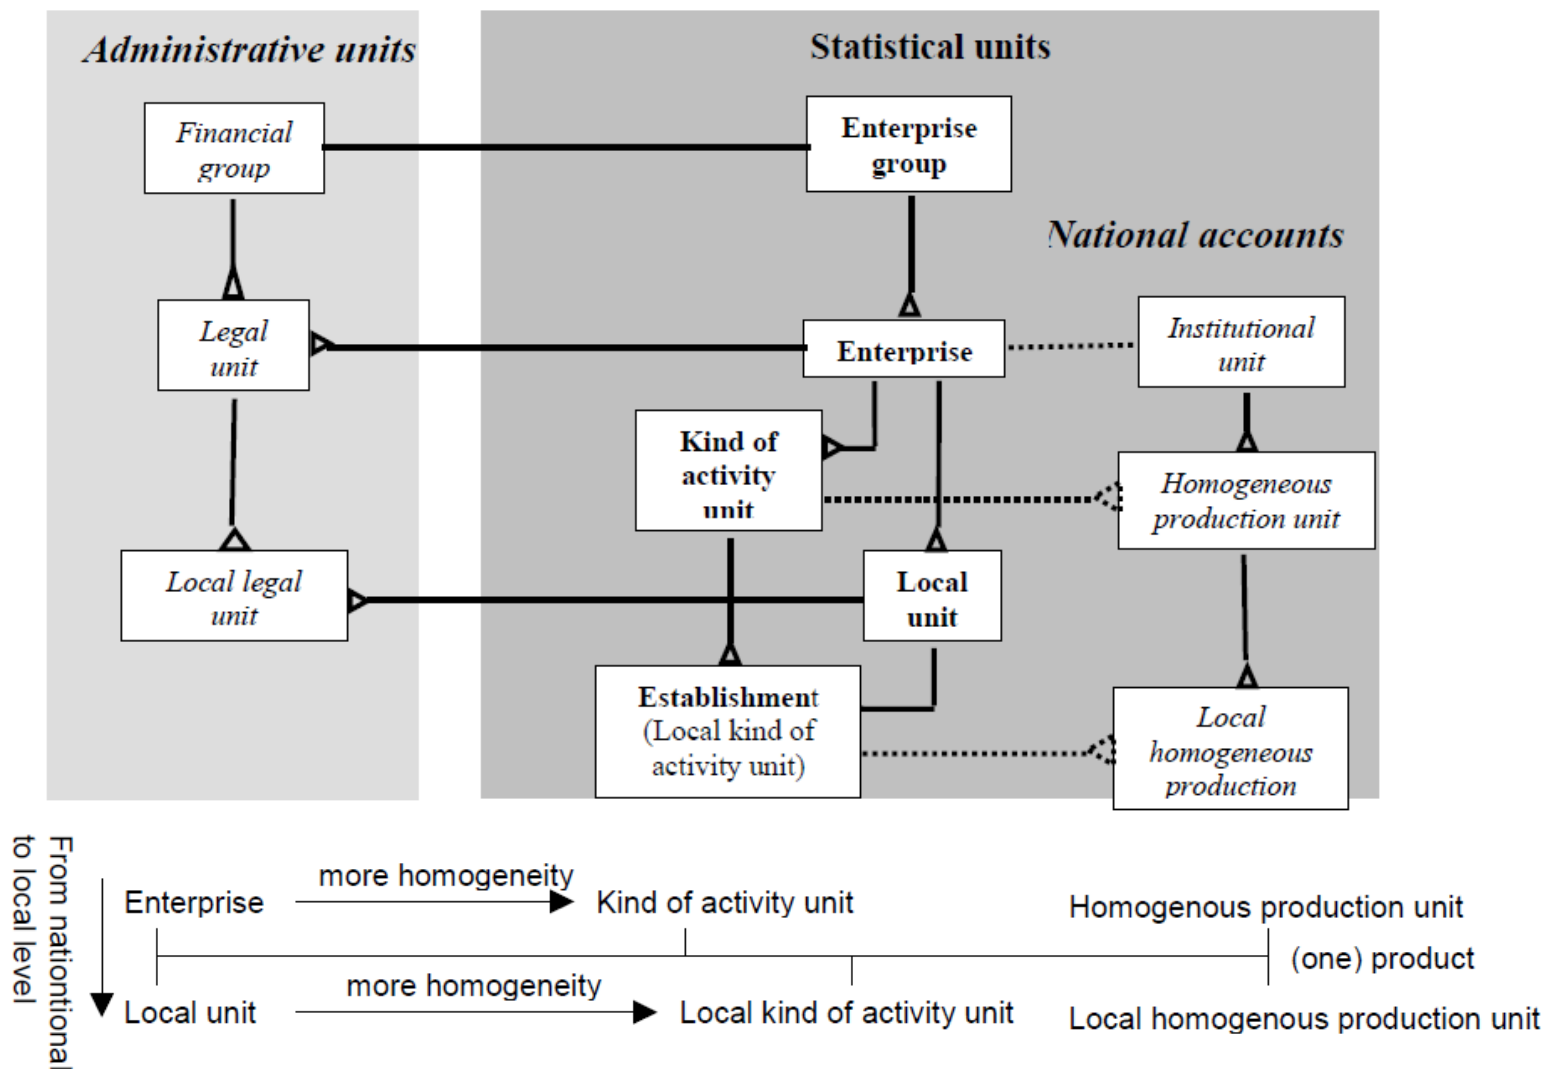 Administrative units
Statistical units
Financial
group
Enterprise
group
National accounts
Legal
unit
Enterprise
Institutional
unit
Kind of
activity
unit
Homogeneous
production unit
Local legal
unit
Local
unit
Establishment
(Local kind of
activity unit)
Local
homogeneous
production
From nationtional
to local level
more homogeneity
Enterprise
Kind of activity unit
Homogenous production unit
(one) product
more homogeneity
Local unit
Local kind of activity unit
Local homogenous production unit